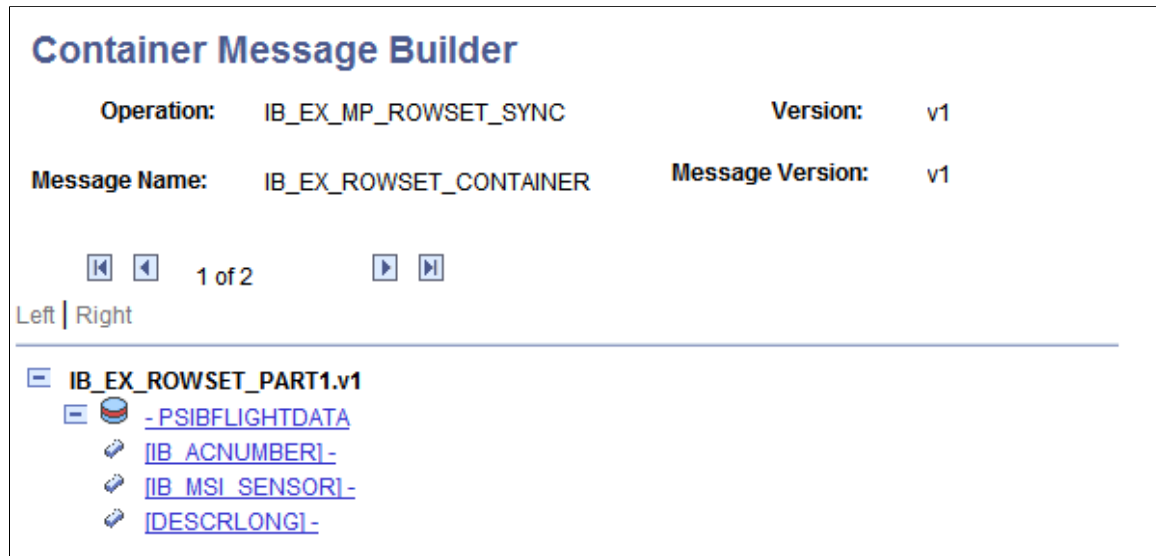 Container Message Builder
Operation: IB_EX_MP_ROWSET_SYNC Version: v1
Message Name: IB_EX_ROWSET_CONTAINER Message Version: v1
1 of 2
Left | Right
IB_EX_ROWSET_PART1.v1
- PSIBFLIGHTDATA
[IB_ACNUMBER] -
[IB_MSI_SENSOR] -
[DESCRLONG] -